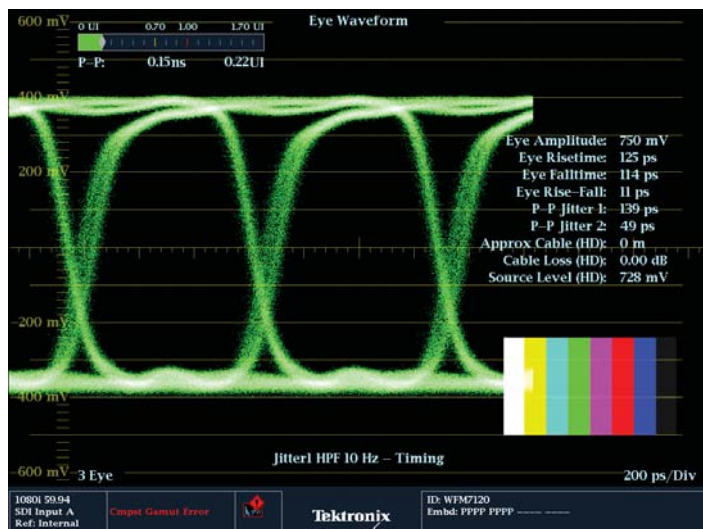 600 mV
Eye Waveform
0 UI 0.70 1.00 1.70 UI
P-P: 0.15ns 0.22UI
400 mV
200 mV
Eye Amplitude: 750 mV
Eye Risetime: 125 ps
Eye Falltime: 114 ps
Eye Rise-Fall: 11 ps
P-P Jitter 1: 139 ps
P-P Jitter 2: 49 ps
Approx Cable (HD): 0 m
Cable Loss (HD): 0.00 dB
Source Level (HD): 728 mV
-200 mV
-400 mV
Jitter1 HPF 10 Hz - Timing
-600 mV
3 Eye
200 ps/Div
1080i 59.94
SDI Input A
Ref: Internal
Cmpst Gamut Error
Tektronix
ID: WFM7120
Embd: PPPP PPPP ---- ----